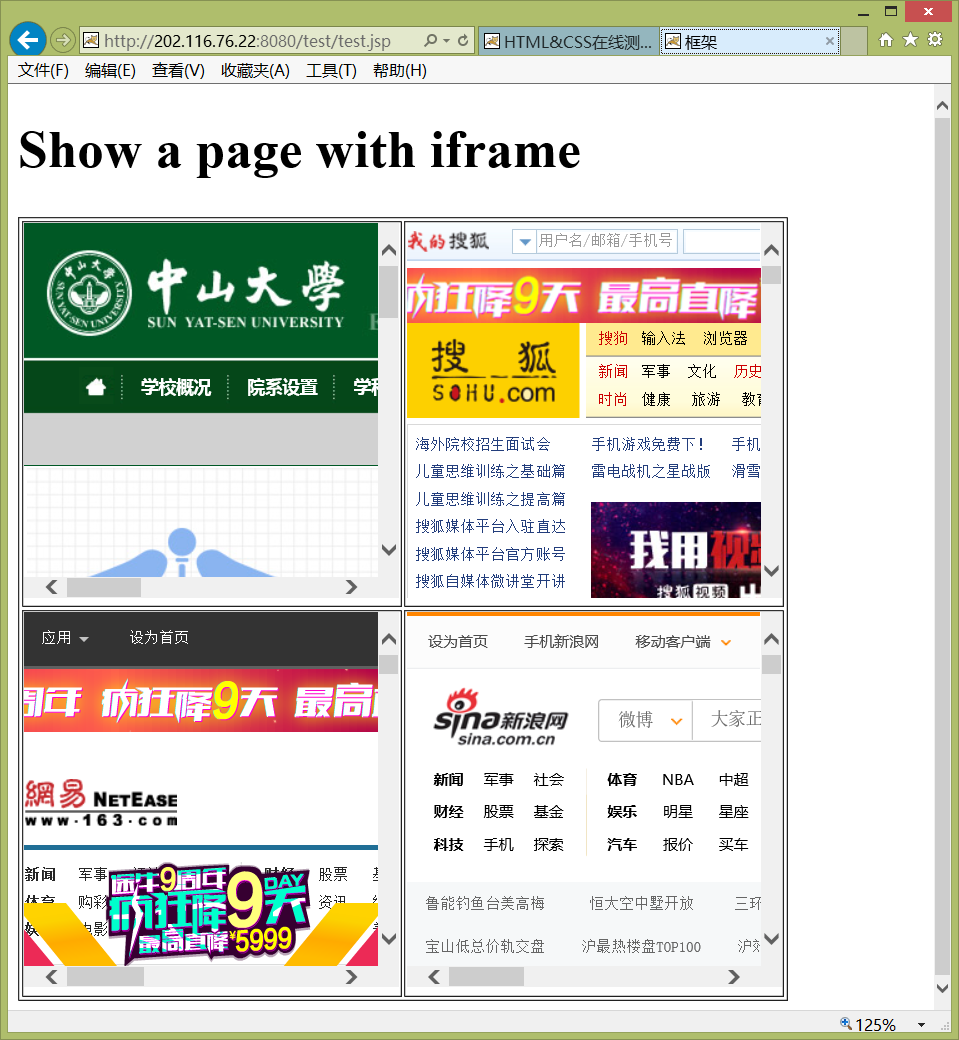 http://202.116.76.22:8080/test/test.jsp
HTML&CSS在线测...
框架
文件(F) 编辑(E) 查看(V) 收藏夹(A) 工具(T) 帮助(H)
Show a page with iframe
中山大學
SUN YAT-SEN UNIVERSITY
学校概况 院系设置 学科
我的搜狐 用户名/邮箱/手机号
疯狂降9天 最高直降
搜狐
SOHU.com
搜狗 输入法 浏览器
新闻 军事 文化 历史
时尚 健康 旅游 教育
海外院校招生面试会 手机游戏免费下! 手机
儿童思维训练之基础篇 雷电战机之星战版 滑雪
儿童思维训练之提高篇
搜狐媒体平台入驻直达
搜狐媒体平台官方账号
搜狐自媒体微讲堂开讲
我用视
搜狐视频
应用 设为首页
周年 疯狂降9天 最高直
網易 NETEASE
www.163.com
新闻 军事 股票
购彩 资讯
困牛9周年
疯狂降9天
9DAY
最高直降¥5999
设为首页 手机新浪网 移动客户端
sina新浪网
sina.com.cn
微博 大家正
新闻 军事 社会 体育 NBA 中超
财经 股票 基金 娱乐 明星 星座
科技 手机 探索 汽车 报价 买车
鲁能钓鱼台美高梅 恒大空中墅开放 三环
宝山低总价轨交盘 沪最热楼盘TOP100 沪郊
125%